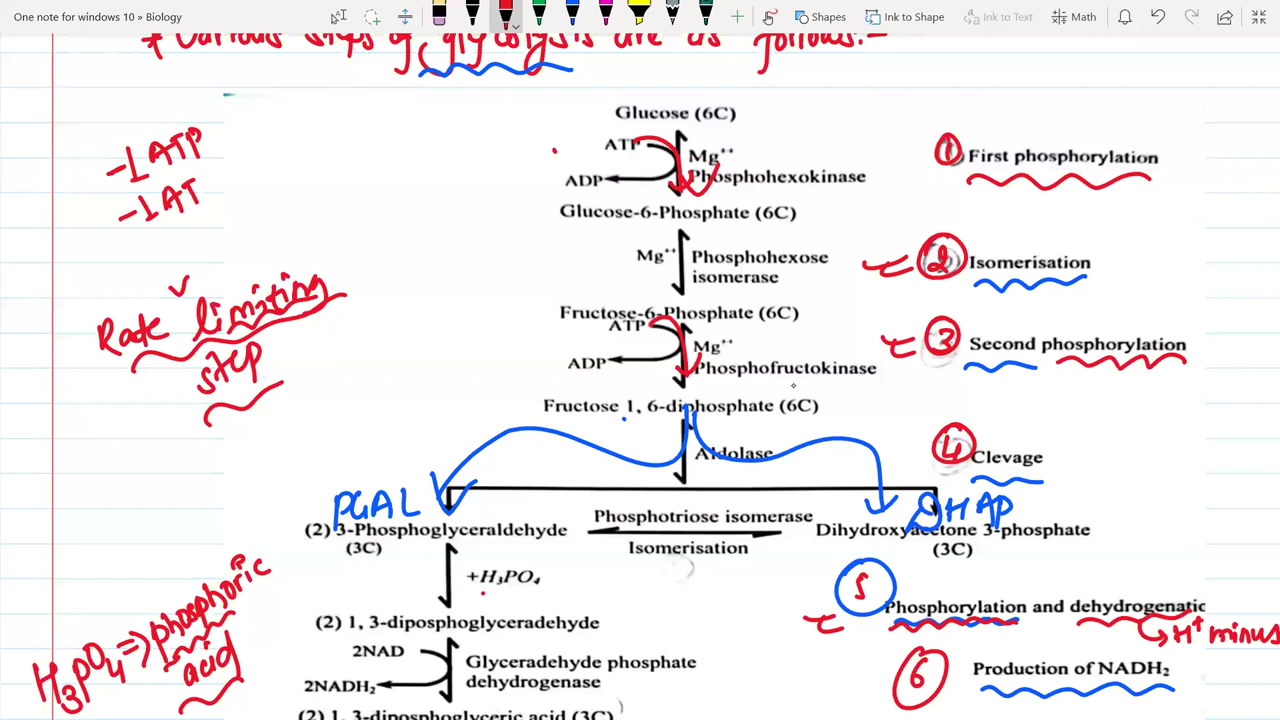 One note for windows 10 » Biology
Shapes Ink to Shape Ink to Text Math
* Various steps of glycolysis are as follows:-
Glucose (6C)
ATP
ADP
Mg++
Phosphohexokinase
① First phosphorylation
-1 ATP
-1 AT
Glucose-6-Phosphate (6C)
Mg++ Phosphohexose
isomerase
② Isomerisation
Fructose-6-Phosphate (6C)
ATP
ADP
Mg++
Phosphofructokinase
3 Second phosphorylation
Rate limiting
step
Fructose 1, 6-diphosphate (6C)
Aldolase
4 Clevage
PGAL
DHAP
(2) 3-Phosphoglyceraldehyde
(3C)
Phosphotriose isomerase
Isomerisation
Dihydroxyacetone 3-phosphate
(3C)
+H₃PO₄
5 Phosphorylation and dehydrogenatic
H+ minus
H₃PO₄ => phosphoric
acid
(2) 1, 3-diposphoglyceradehyde
2NAD
2NADH₂
Glyceradehyde phosphate
dehydrogenase
6 Production of NADH₂
(2) 1, 3-diposphoglyceric acid (3C)